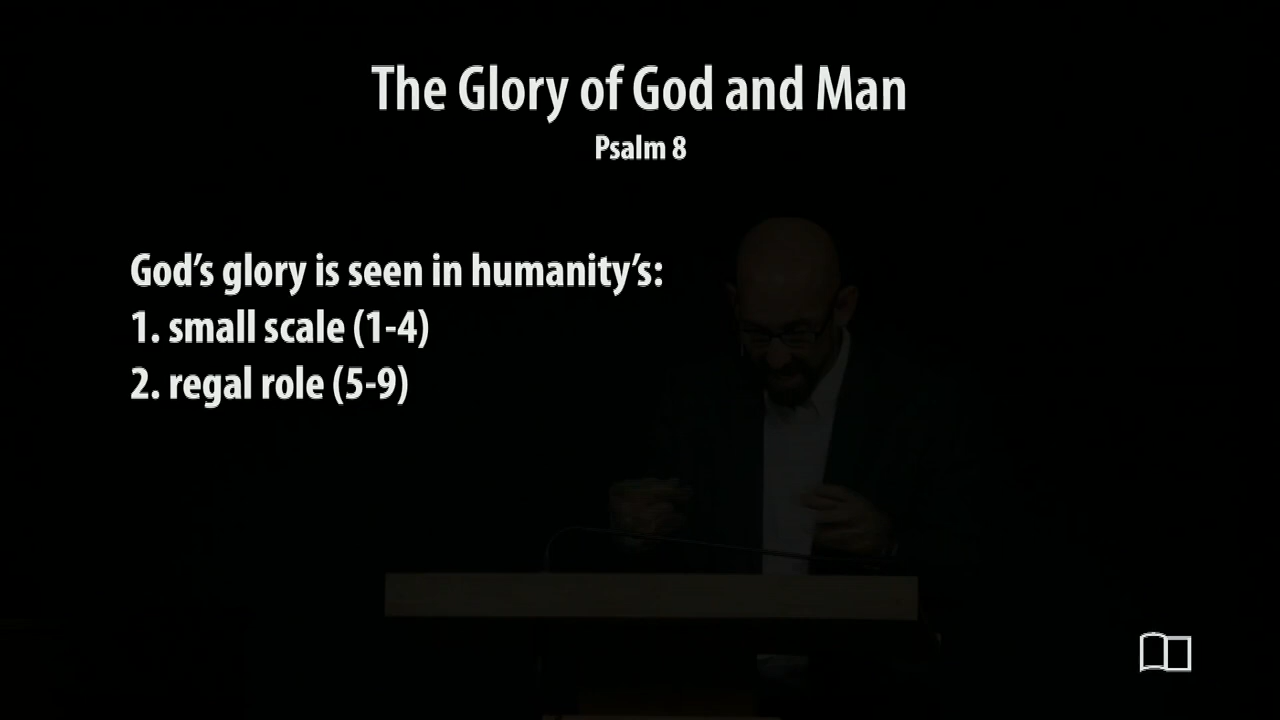 The Glory of God and Man
Psalm 8
God's glory is seen in humanity's:
1. small scale (1-4)
2. regal role (5-9)